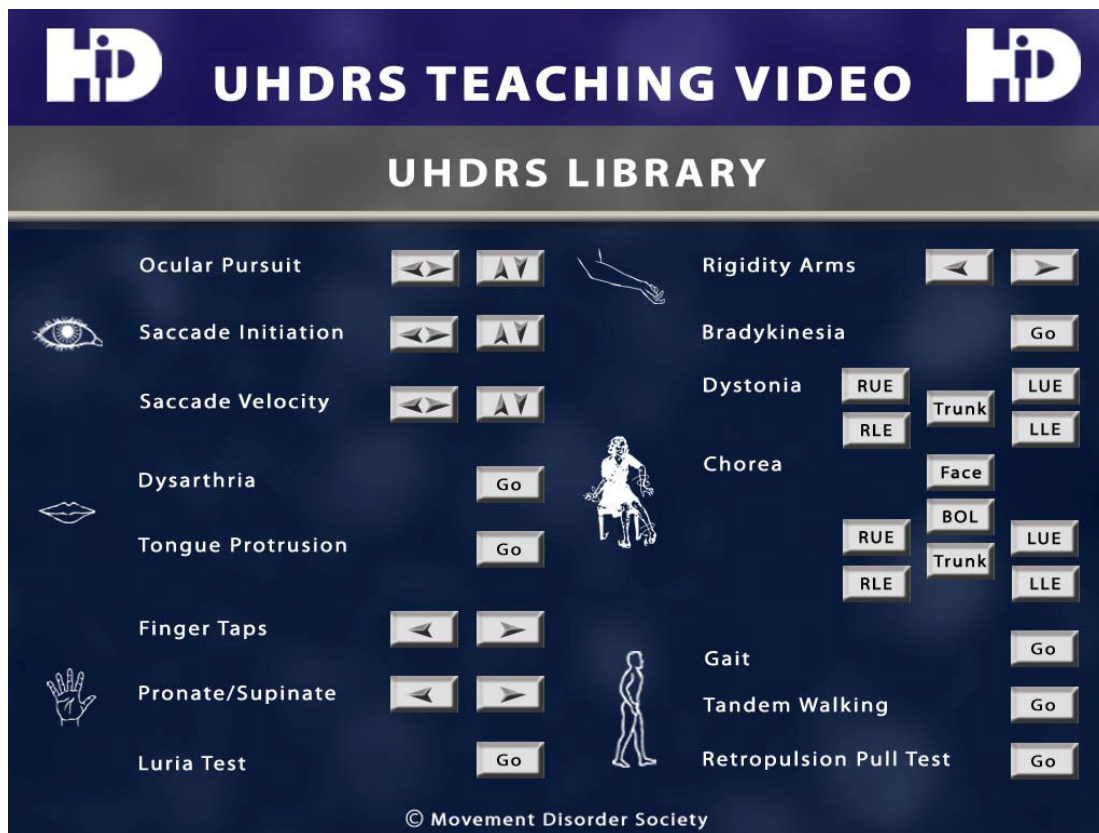 HiD UHDRS TEACHING VIDEO HiD
UHDRS LIBRARY
Ocular Pursuit
Saccade Initiation
Saccade Velocity
Dysarthria Go
Tongue Protrusion Go
Finger Taps
Pronate/Supinate
Luria Test Go
Rigidity Arms
Bradykinesia Go
Dystonia RUE LUE
Trunk
RLE LLE
Chorea Face
BOL
RUE LUE
Trunk
RLE LLE
Gait Go
Tandem Walking Go
Retropulsion Pull Test Go
© Movement Disorder Society